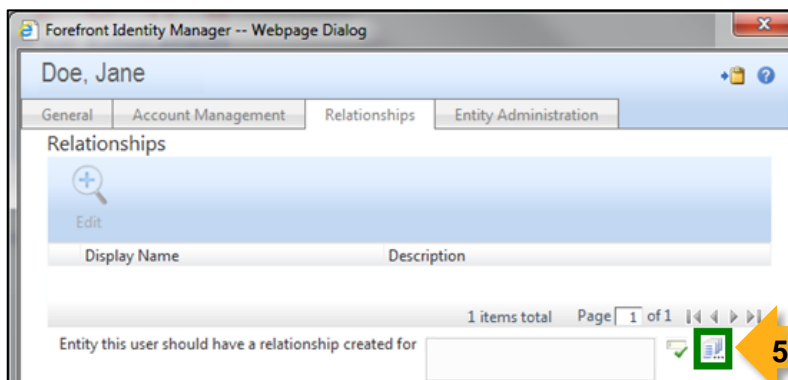 Forefront Identity Manager -- Webpage Dialog
x
Doe, Jane
?
General Account Management Relationships Entity Administration
Relationships
Edit
Display Name Description
1 items total Page 1 of 1
Entity this user should have a relationship created for
5